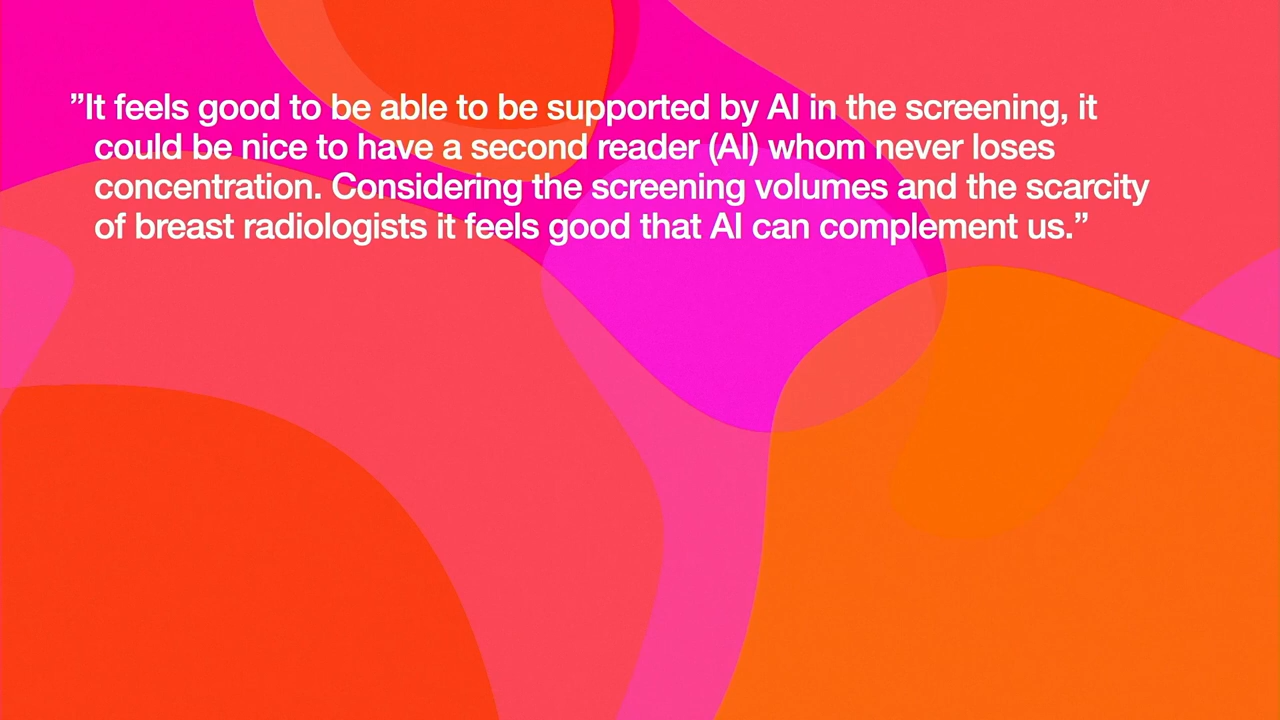 ”It feels good to be able to be supported by AI in the screening, it
could be nice to have a second reader (AI) whom never loses
concentration. Considering the screening volumes and the scarcity
of breast radiologists it feels good that AI can complement us.”